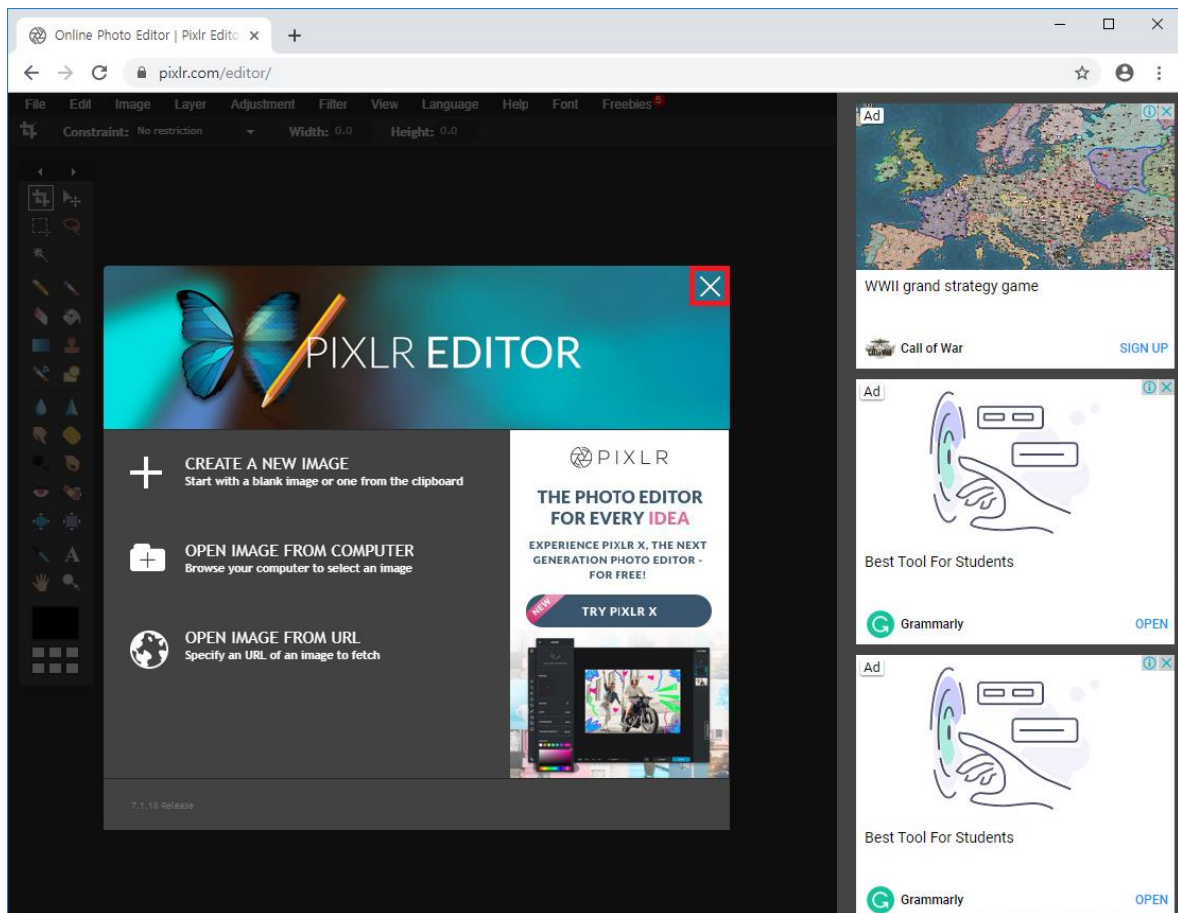 Online Photo Editor | Pixlr Edito
pixlr.com/editor/
File Edit Image Layer Adjustment Filter View Language Help Font Freebies 5
Constraint: No restriction Width: 0.0 Height: 0.0
PIXLR EDITOR
CREATE A NEW IMAGE
Start with a blank image or one from the clipboard
OPEN IMAGE FROM COMPUTER
Browse your computer to select an image
OPEN IMAGE FROM URL
Specify an URL of an image to fetch
PIXLR
THE PHOTO EDITOR
FOR EVERY IDEA
EXPERIENCE PIXLR X, THE NEXT
GENERATION PHOTO EDITOR -
FOR FREE!
NEW
TRY PIXLR X
7.1.18 Release
Ad
WWII grand strategy game
Call of War SIGN UP
Ad
Best Tool For Students
Grammarly OPEN
Ad
Best Tool For Students
Grammarly OPEN